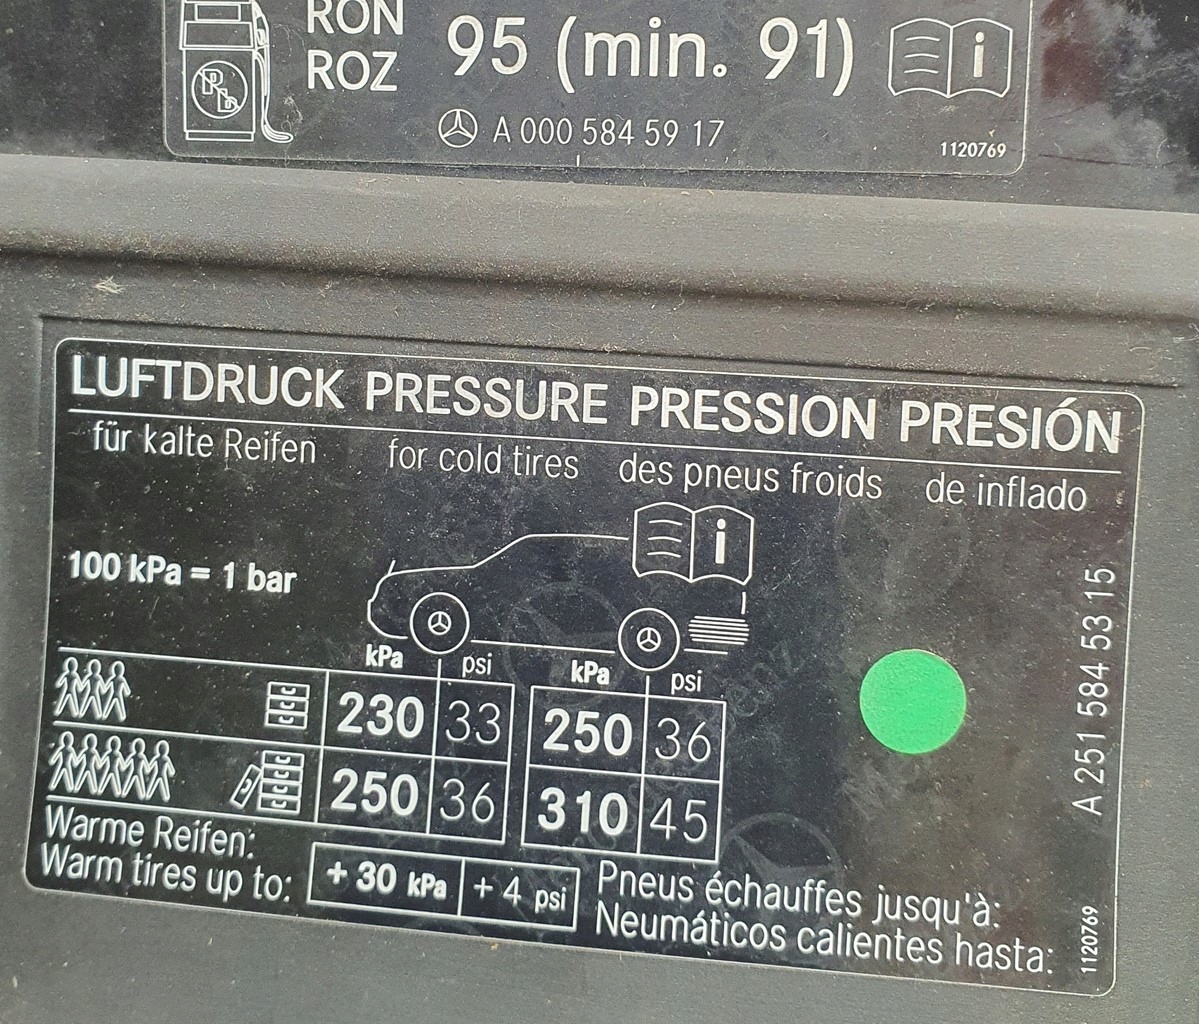 RON
ROZ
95 (min. 91)
i
A 000 584 59 17
1120769
LUFTDRUCK PRESSURE PRESSION PRESIÓN
für kalte Reifen for cold tires des pneus froids de inflado
i
100 kPa = 1 bar
kPa psi kPa psi
230 33 250 36
250 36 310 45
Warme Reifen:
Warm tires up to:
+ 30 kPa + 4 psi
Pneus échauffes jusqu'à:
Neumáticos calientes hasta:
A 251 584 53 15
1120769